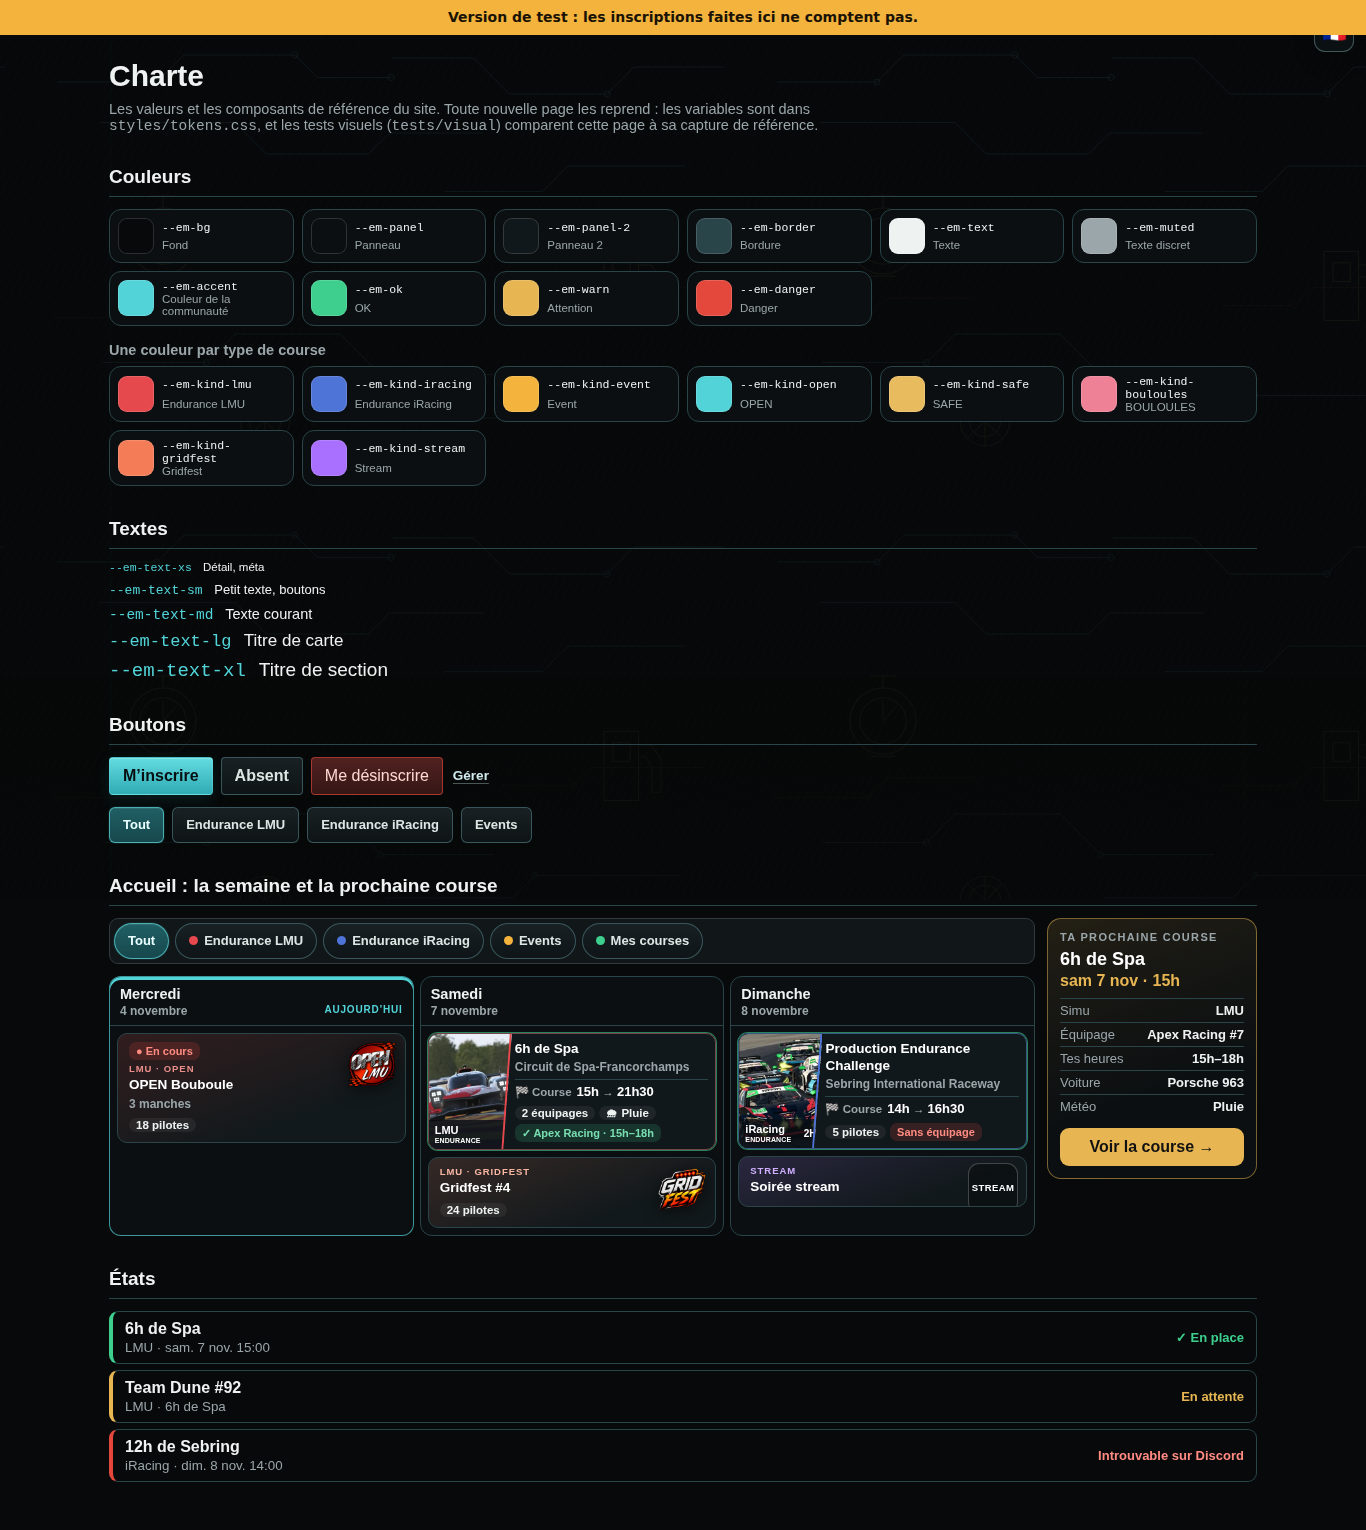 Version de test : les inscriptions faites ici ne comptent pas.
Charte
Les valeurs et les composants de référence du site. Toute nouvelle page les reprend : les variables sont dans
styles/tokens.css, et les tests visuels (tests/visual) comparent cette page à sa capture de référence.
Couleurs
--em-bg
Fond
--em-panel
Panneau
--em-panel-2
Panneau 2
--em-border
Bordure
--em-text
Texte
--em-muted
Texte discret
--em-accent
Couleur de la
communauté
--em-ok
OK
--em-warn
Attention
--em-danger
Danger
Une couleur par type de course
--em-kind-lmu
Endurance LMU
--em-kind-iracing
Endurance iRacing
--em-kind-event
Event
--em-kind-open
OPEN
--em-kind-safe
SAFE
--em-kind-
bouloules
BOULOULES
--em-kind-
gridfest
Gridfest
--em-kind-stream
Stream
Textes
--em-text-xs Détail, méta
--em-text-sm Petit texte, boutons
--em-text-md Texte courant
--em-text-lg Titre de carte
--em-text-xl Titre de section
Boutons
M’inscrire Absent Me désinscrire Gérer
Tout Endurance LMU Endurance iRacing Events
Accueil : la semaine et la prochaine course
Tout Endurance LMU Endurance iRacing Events Mes courses
Mercredi
4 novembre AUJOURD’HUI
● En cours
LMU · OPEN
OPEN Bouboule
3 manches
18 pilotes
OPEN
LMU
Samedi
7 novembre
LMU
ENDURANCE
6h de Spa
Circuit de Spa-Francorchamps
🏁 Course 15h → 21h30
2 équipages 🌧 Pluie
✓ Apex Racing · 15h–18h
LMU · GRIDFEST
Gridfest #4
24 pilotes
GRID
FEST
Dimanche
8 novembre
iRacing
ENDURANCE
2H
Production Endurance
Challenge
Sebring International Raceway
🏁 Course 14h → 16h30
5 pilotes Sans équipage
STREAM
Soirée stream
STREAM
TA PROCHAINE COURSE
6h de Spa
sam 7 nov · 15h
Simu LMU
Équipage Apex Racing #7
Tes heures 15h–18h
Voiture Porsche 963
Météo Pluie
Voir la course →
États
6h de Spa
LMU · sam. 7 nov. 15:00
✓ En place
Team Dune #92
LMU · 6h de Spa
En attente
12h de Sebring
iRacing · dim. 8 nov. 14:00
Introuvable sur Discord